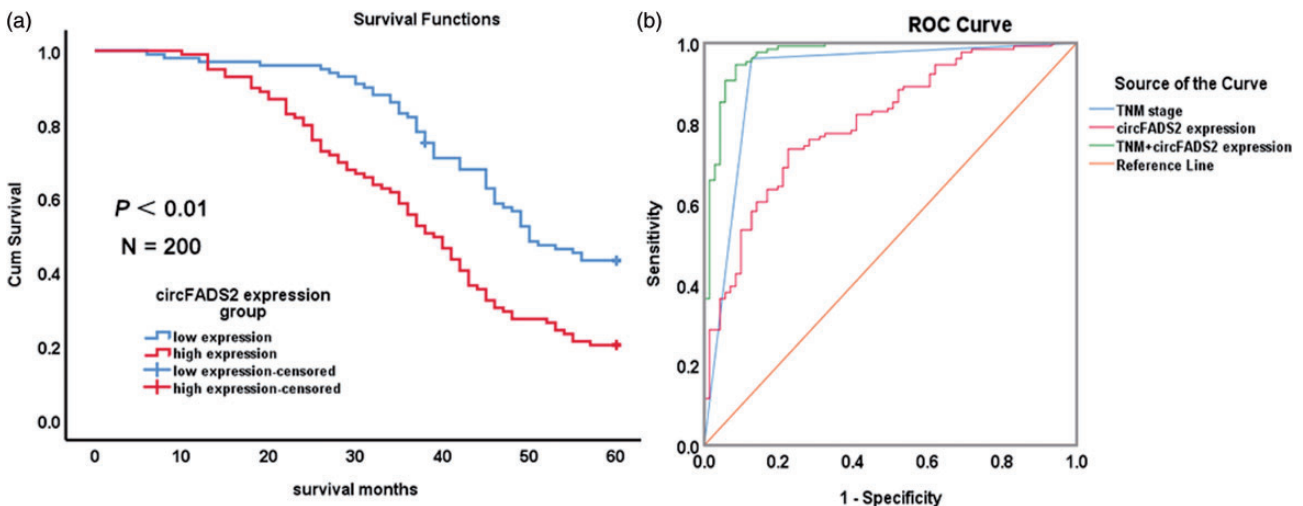 (a)
Survival Functions
Cum Survival
1.0
0.8
0.6
0.4
0.2
0.0
P < 0.01
N = 200
circFADS2 expression
group
low expression
high expression
low expression-censored
high expression-censored
0 10 20 30 40 50 60
survival months
(b)
ROC Curve
Sensitivity
1.0
0.8
0.6
0.4
0.2
0.0
0.0 0.2 0.4 0.6 0.8 1.0
1 - Specificity
Source of the Curve
TNM stage
circFADS2 expression
TNM+circFADS2 expression
Reference Line